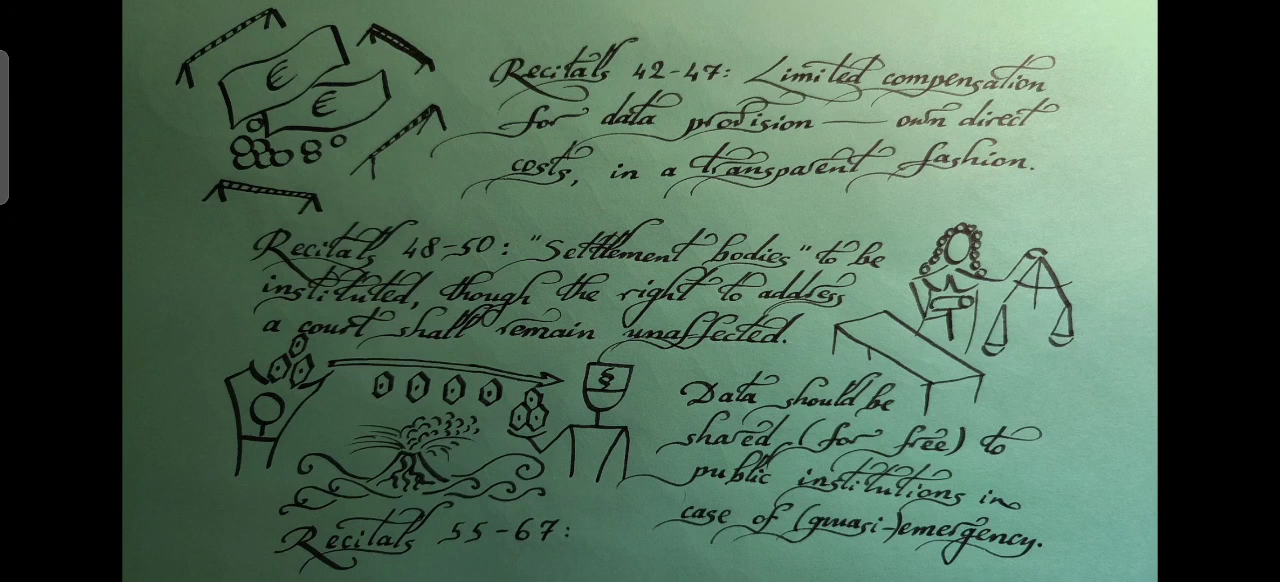 €
€
Recitals 42-47: Limited compensation
for data provision — own direct
costs, in a transparent fashion.
Recitals 48-50: "Settlement bodies" to be
instituted, though the right to address
a court shall remain unaffected.
§
Data should be
shared (for free) to
public institutions in
case of (quasi-)emergency.
Recitals 55-67: